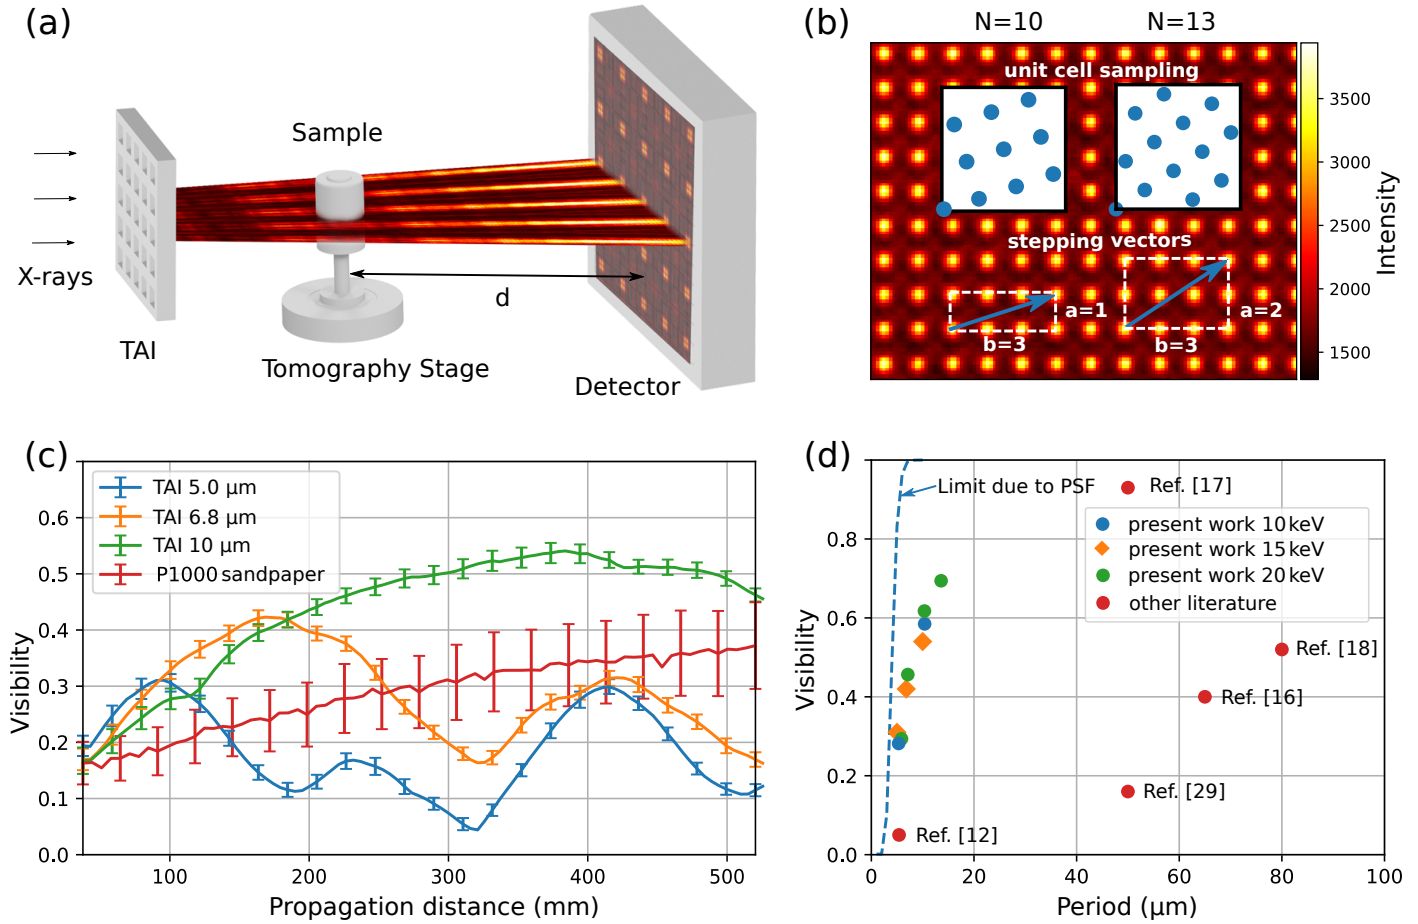 (a)
Sample
X-rays
TAI
d
Tomography Stage
Detector
(b)
N=10
N=13
unit cell sampling
stepping vectors
a=1
b=3
a=2
b=3
3500
3000
2500
2000
1500
Intensity
(c)
TAI 5.0 μm
TAI 6.8 μm
TAI 10 μm
P1000 sandpaper
0.6
0.5
0.4
0.3
0.2
0.1
0.0
Visibility
100
200
300
400
500
Propagation distance (mm)
(d)
Limit due to PSF
Ref. [17]
present work 10 keV
present work 15 keV
present work 20 keV
other literature
Ref. [18]
Ref. [16]
Ref. [29]
Ref. [12]
1.0
0.8
0.6
0.4
0.2
0.0
Visibility
0
20
40
60
80
100
Period (μm)